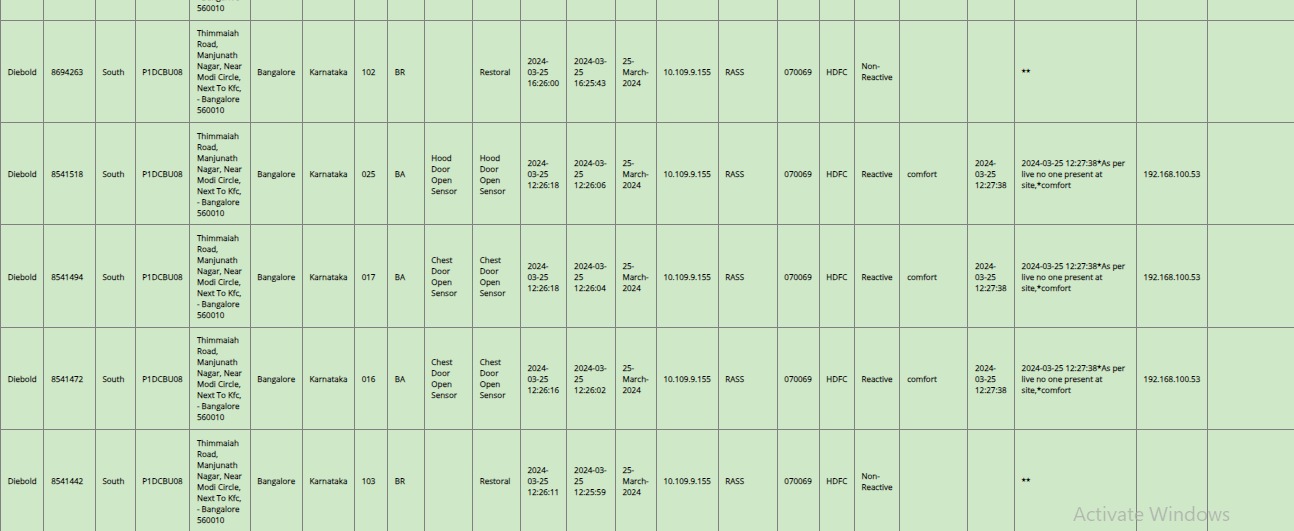 560010
Diebold
8694263
South
P1DCBU08
Thimmaiah
Road,
Manjunath
Nagar, Near
Modi Circle,
Next To Kfc,
- Bangalore
560010
Bangalore
Karnataka
102
BR
Restoral
2024-
03-25
16:26:00
2024-03-
25
16:25:43
25-
March-
2024
10.109.9.155
RASS
070069
HDFC
Non-
Reactive
**
Diebold
8541518
South
P1DCBU08
Thimmaiah
Road,
Manjunath
Nagar, Near
Modi Circle,
Next To Kfc,
- Bangalore
560010
Bangalore
Karnataka
025
BA
Hood
Door
Open
Sensor
Hood
Door
Open
Sensor
2024-
03-25
12:26:18
2024-03-
25
12:26:06
25-
March-
2024
10.109.9.155
RASS
070069
HDFC
Reactive
comfort
2024-
03-25
12:27:38
2024-03-25 12:27:38*As per
live no one present at
site,*comfort
192.168.100.53
Diebold
8541494
South
P1DCBU08
Thimmaiah
Road,
Manjunath
Nagar, Near
Modi Circle,
Next To Kfc,
- Bangalore
560010
Bangalore
Karnataka
017
BA
Chest
Door
Open
Sensor
Chest
Door
Open
Sensor
2024-
03-25
12:26:18
2024-03-
25
12:26:04
25-
March-
2024
10.109.9.155
RASS
070069
HDFC
Reactive
comfort
2024-
03-25
12:27:38
2024-03-25 12:27:38*As per
live no one present at
site,*comfort
192.168.100.53
Diebold
8541472
South
P1DCBU08
Thimmaiah
Road,
Manjunath
Nagar, Near
Modi Circle,
Next To Kfc,
- Bangalore
560010
Bangalore
Karnataka
016
BA
Chest
Door
Open
Sensor
Chest
Door
Open
Sensor
2024-
03-25
12:26:16
2024-03-
25
12:26:02
25-
March-
2024
10.109.9.155
RASS
070069
HDFC
Reactive
comfort
2024-
03-25
12:27:38
2024-03-25 12:27:38*As per
live no one present at
site,*comfort
192.168.100.53
Diebold
8541442
South
P1DCBU08
Thimmaiah
Road,
Manjunath
Nagar, Near
Modi Circle,
Next To Kfc,
- Bangalore
560010
Bangalore
Karnataka
103
BR
Restoral
2024-
03-25
12:26:11
2024-03-
25
12:25:59
25-
March-
2024
10.109.9.155
RASS
070069
HDFC
Non-
Reactive
**
Activate Windows